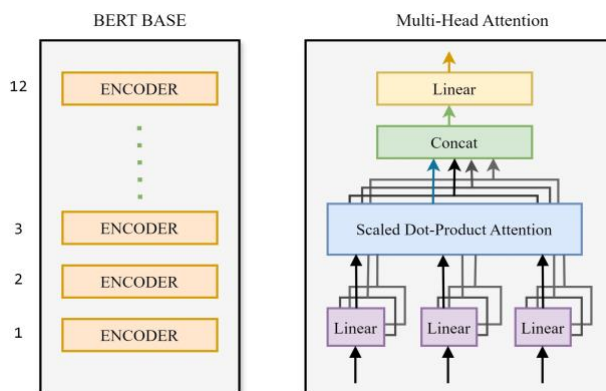 BERT BASE
12
ENCODER
3
ENCODER
2
ENCODER
1
ENCODER
Multi-Head Attention
Linear
Concat
Scaled Dot-Product Attention
Linear
Linear
Linear